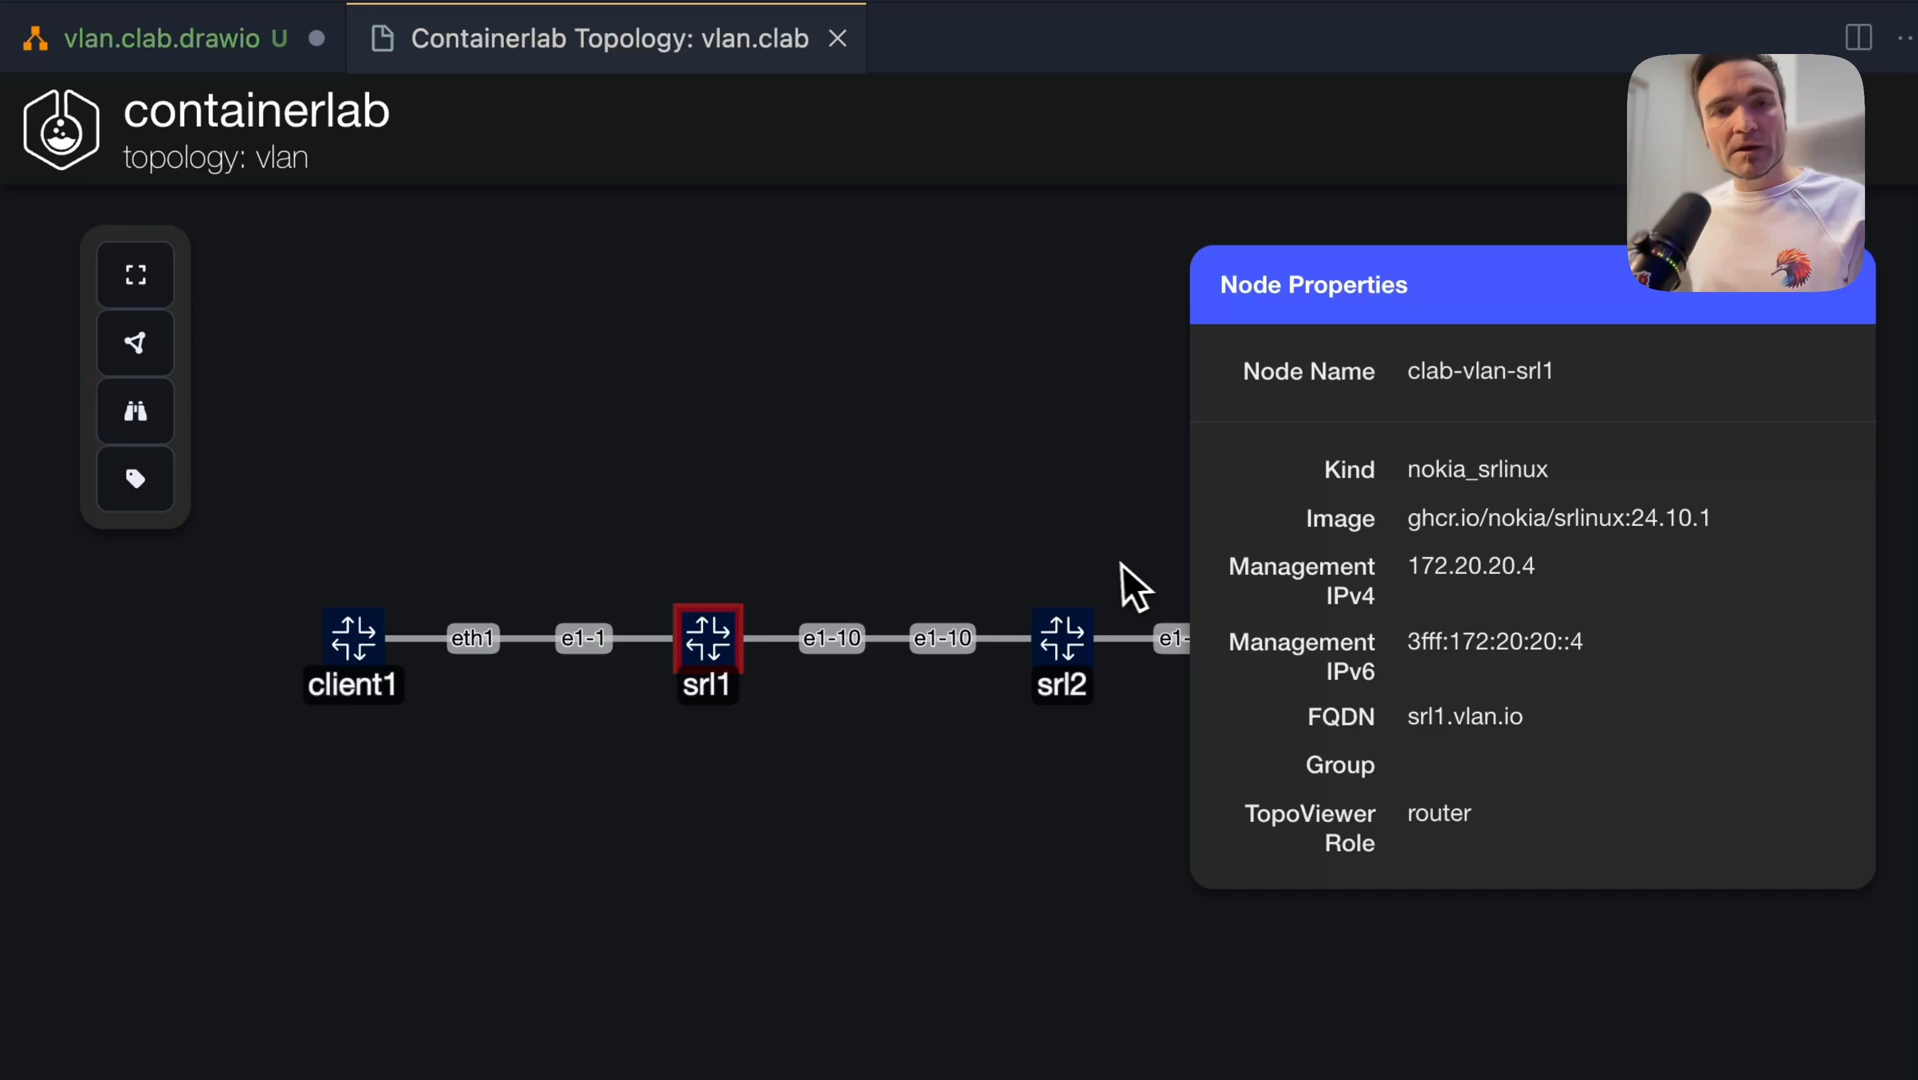 vlan.clab.drawio U
Containerlab Topology: vlan.clab
containerlab
topology: vlan
Node Properties
Node Name clab-vlan-srl1
Kind nokia_srlinux
Image ghcr.io/nokia/srlinux:24.10.1
Management IPv4 172.20.20.4
Management IPv6 3fff:172:20:20::4
FQDN srl1.vlan.io
Group
TopoViewer Role router
eth1
e1-1
e1-10
e1-10
e1-
client1
srl1
srl2